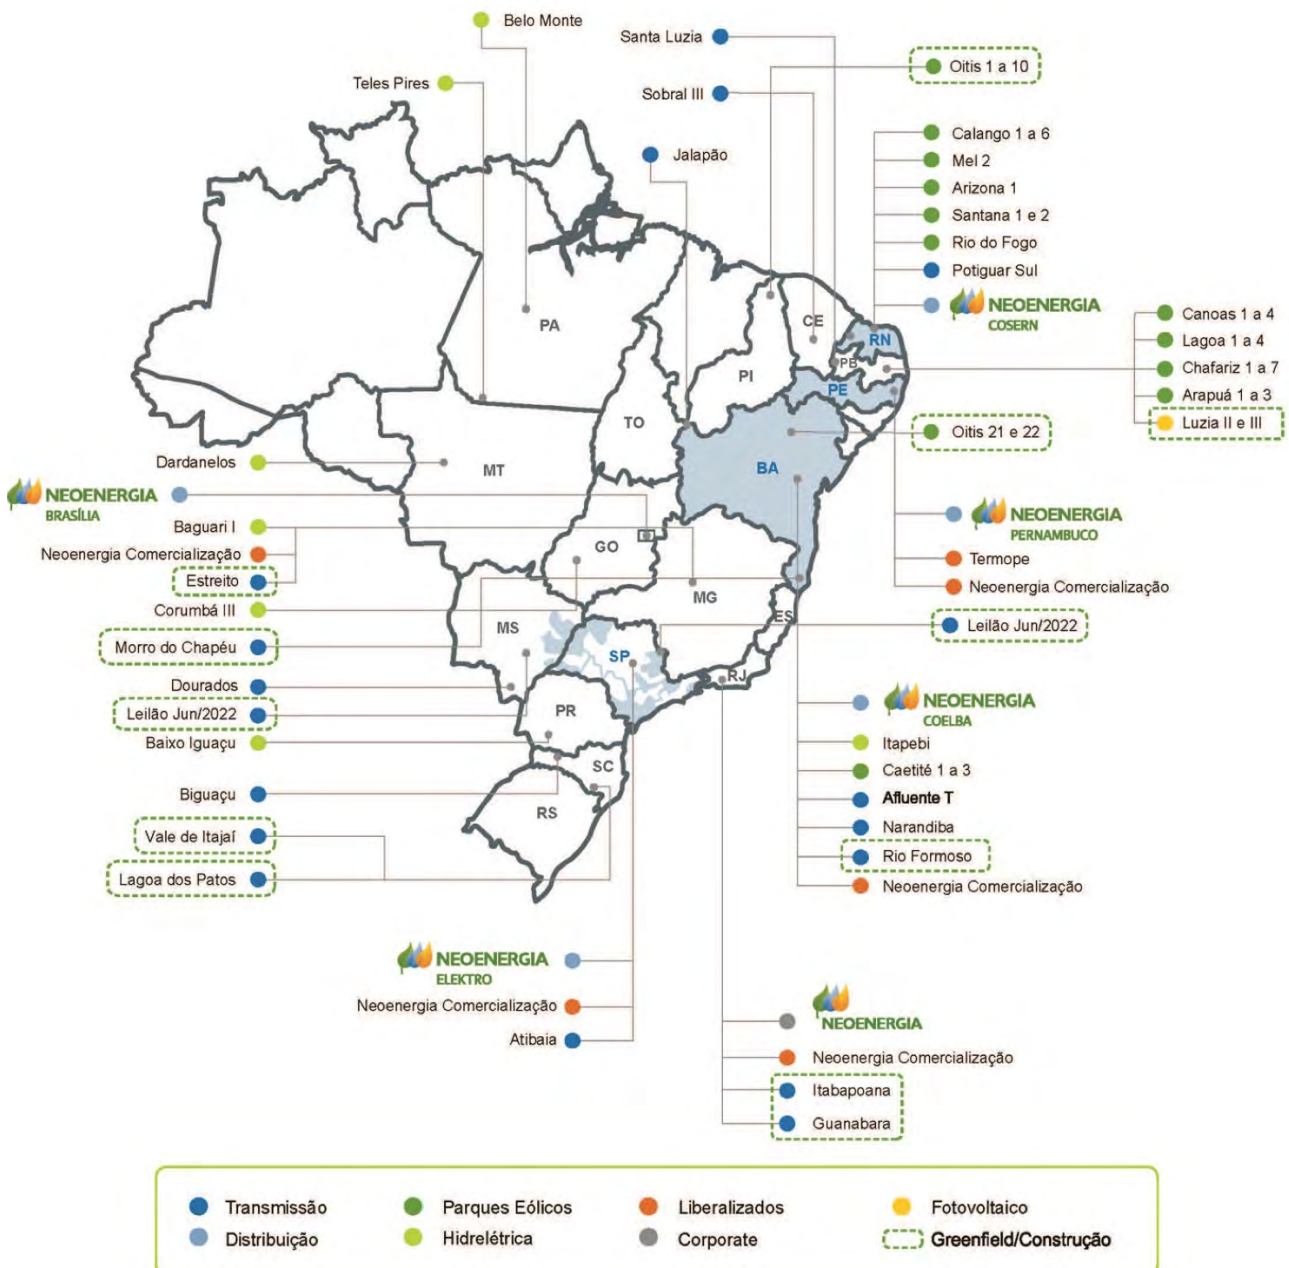 Belo Monte
Santa Luzia
Oitis 1 a 10
Teles Pires
Sobral III
Calango 1 a 6
Jalapão
Mel 2
Arizona 1
Santana 1 e 2
Rio do Fogo
Potiguar Sul
NEOENERGIA
COSERN
Canoas 1 a 4
Lagoa 1 a 4
Chafariz 1 a 7
Arapuá 1 a 3
Luzia II e III
PA
CE
RN
PB
PI
PE
TO
Oitis 21 e 22
BA
MT
Dardanelos
NEOENERGIA
BRASÍLIA
NEOENERGIA
PERNAMBUCO
Termope
Neoenergia Comercialização
Baguari I
Neoenergia Comercialização
Estreito
Corumbá III
GO
MG
ES
Leilão Jun/2022
Morro do Chapéu
MS
SP
RJ
Dourados
Leilão Jun/2022
Baixo Iguaçu
PR
SC
RS
Biguaçu
Vale de Itajaí
Lagoa dos Patos
NEOENERGIA
COELBA
Itapebi
Caetité 1 a 3
Afluente T
Narandiba
Rio Formoso
Neoenergia Comercialização
NEOENERGIA
ELEKTRO
Neoenergia Comercialização
Atibaia
NEOENERGIA
Neoenergia Comercialização
Itabapoana
Guanabara
Transmissão
Parques Eólicos
Liberalizados
Fotovoltaico
Distribuição
Hidrelétrica
Corporate
Greenfield/Construção